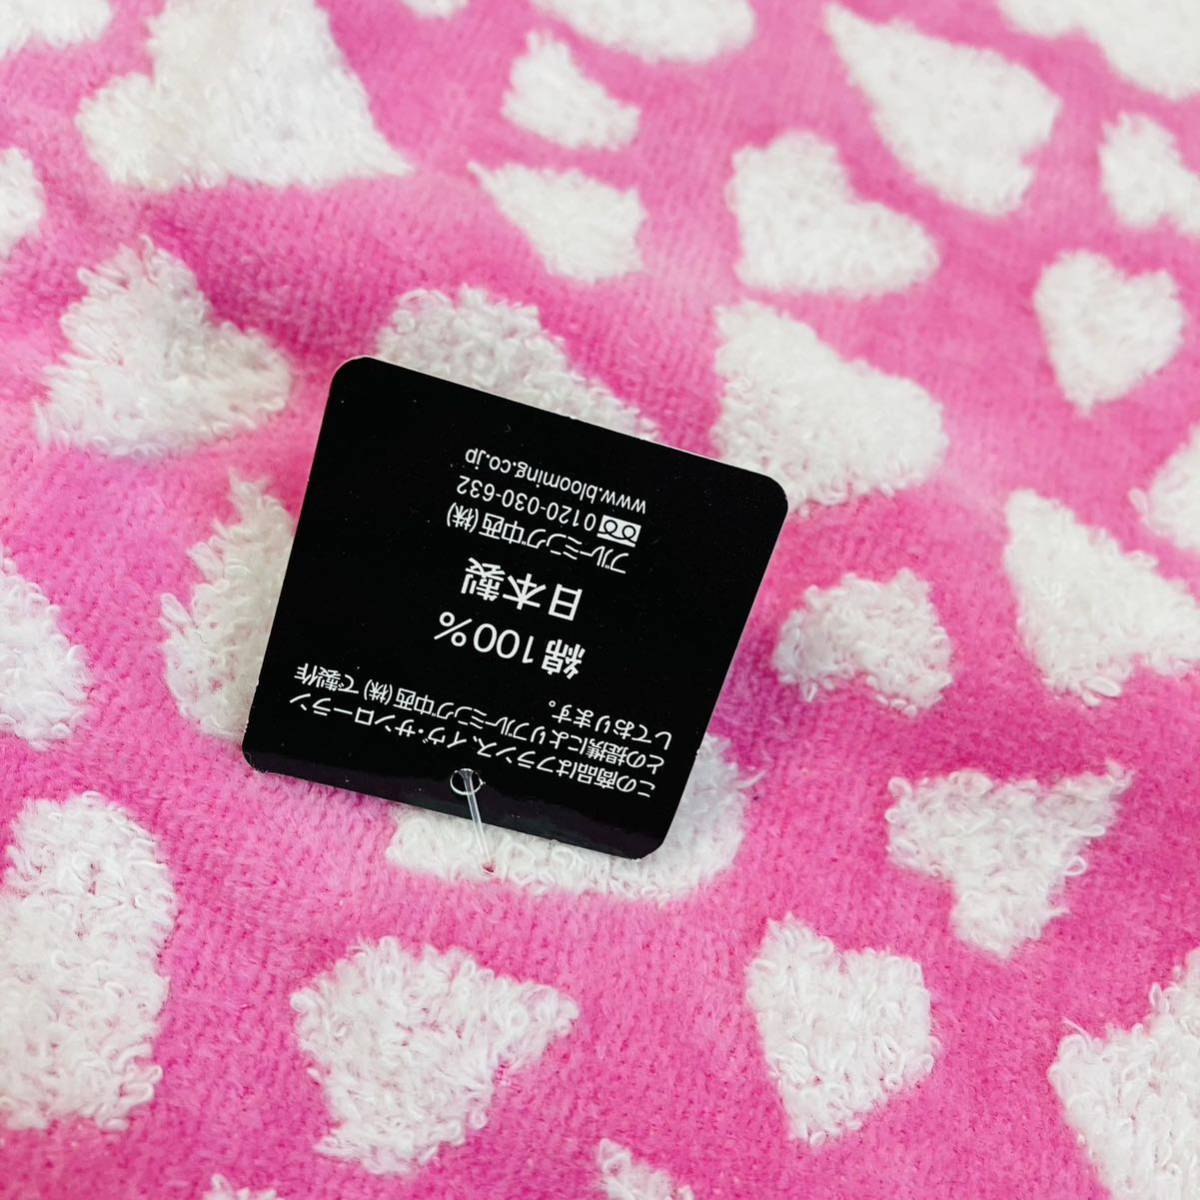 この商品はフランス、イヴ・サンローラン
との提携によりブルーミング中西(株)で製作
しております。
綿100%
日本製
ブルーミング中西(株)
0120-030-632
www.blooming.co.jp